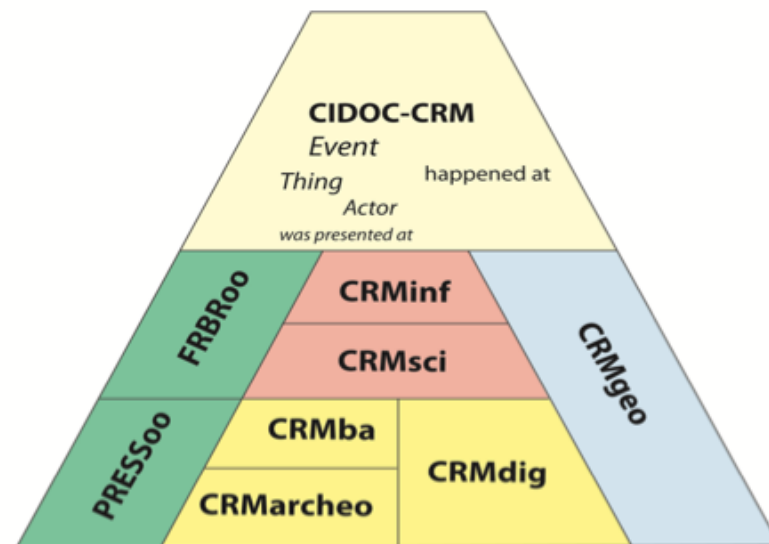 CIDOC-CRM
Event
Thing
happened at
Actor
was presented at
FRBRoo
CRMinf
CRMsci
CRMgeo
PRESSoo
CRMba
CRMdig
CRMarcheo